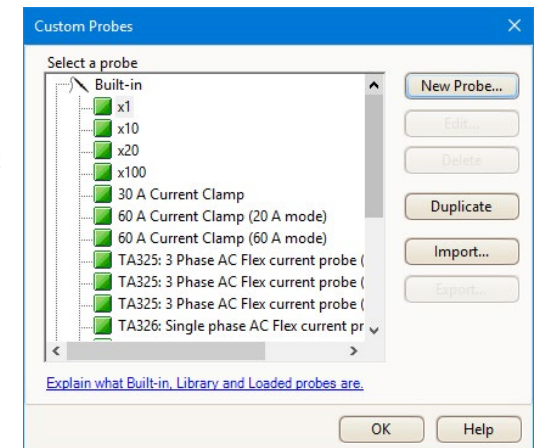 Custom Probes
Select a probe
Built-in
x1
x10
x20
x100
30 A Current Clamp
60 A Current Clamp (20 A mode)
60 A Current Clamp (60 A mode)
TA325: 3 Phase AC Flex current probe (
TA325: 3 Phase AC Flex current probe (
TA325: 3 Phase AC Flex current probe (
TA326: Single phase AC Flex current pr
New Probe...
Edit...
Delete
Duplicate
Import...
Export...
Explain what Built-in, Library and Loaded probes are.
OK
Help